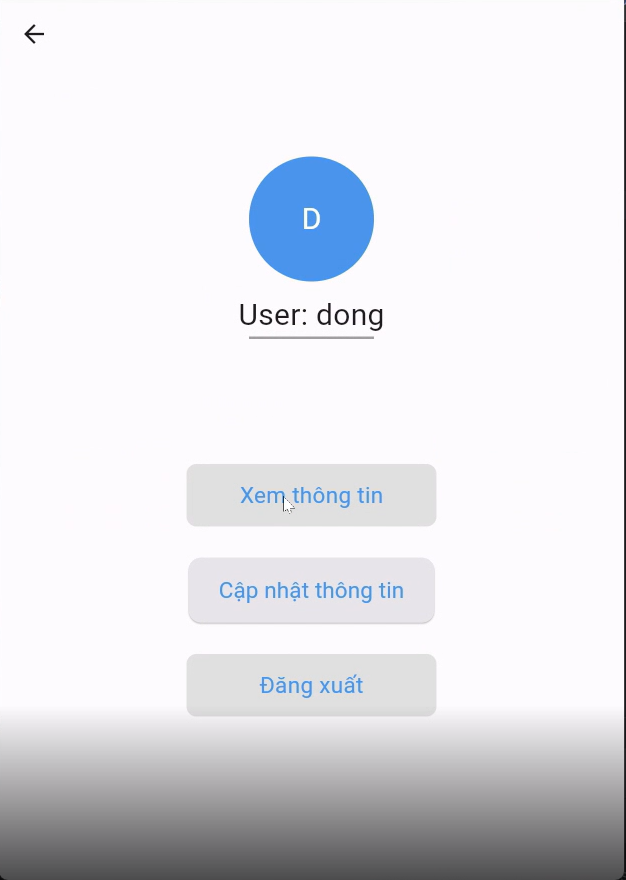 D
User: dong
Xem thông tin
Cập nhật thông tin
Đăng xuất